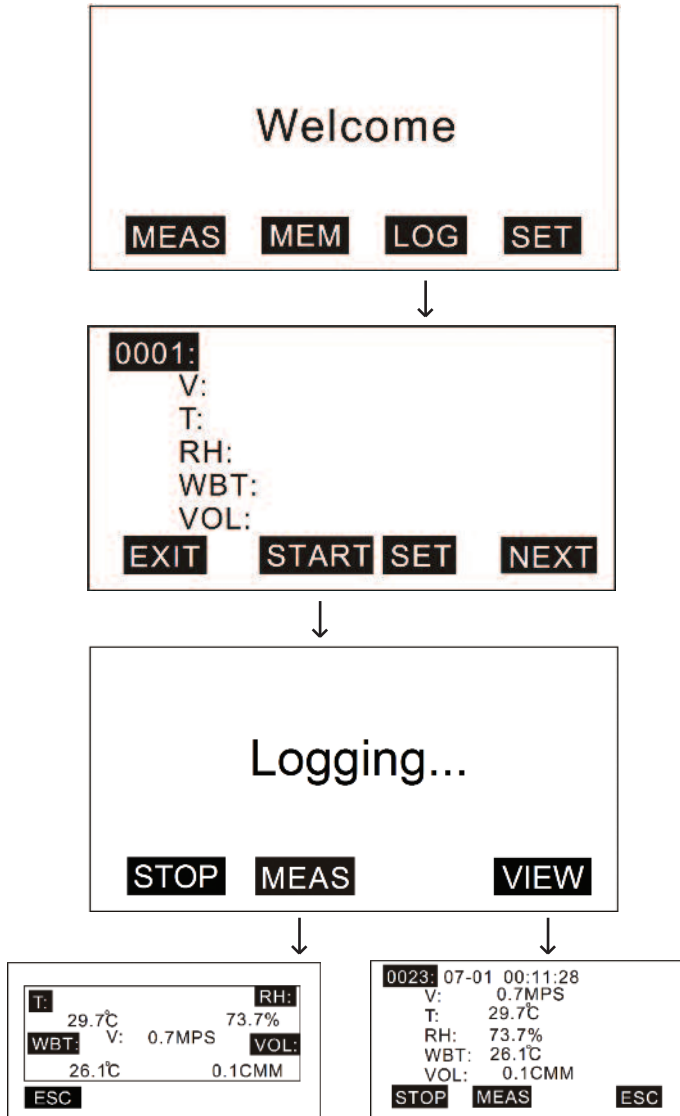 Welcome
MEAS MEM LOG SET
0001:
V:
T:
RH:
WBT:
VOL:
EXIT START SET NEXT
Logging...
STOP MEAS VIEW
T: RH:
29.7℃ 73.7%
WBT: V: 0.7MPS VOL:
26.1℃ 0.1CMM
ESC
0023: 07-01 00:11:28
V: 0.7MPS
T: 29.7℃
RH: 73.7%
WBT: 26.1℃
VOL: 0.1CMM
STOP MEAS ESC